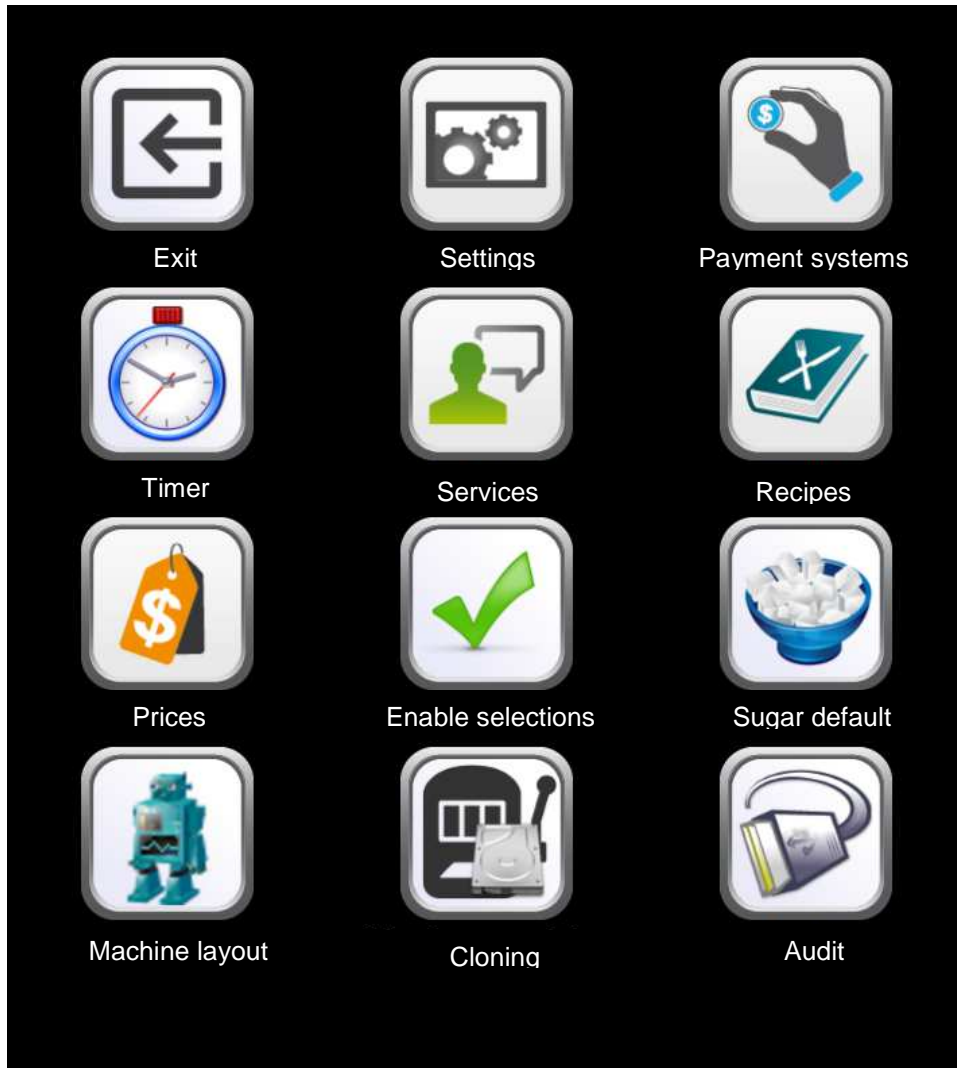 Exit
Settings
Payment systems
Timer
Services
Recipes
Prices
Enable selections
Sugar default
Machine layout
Cloning
Audit